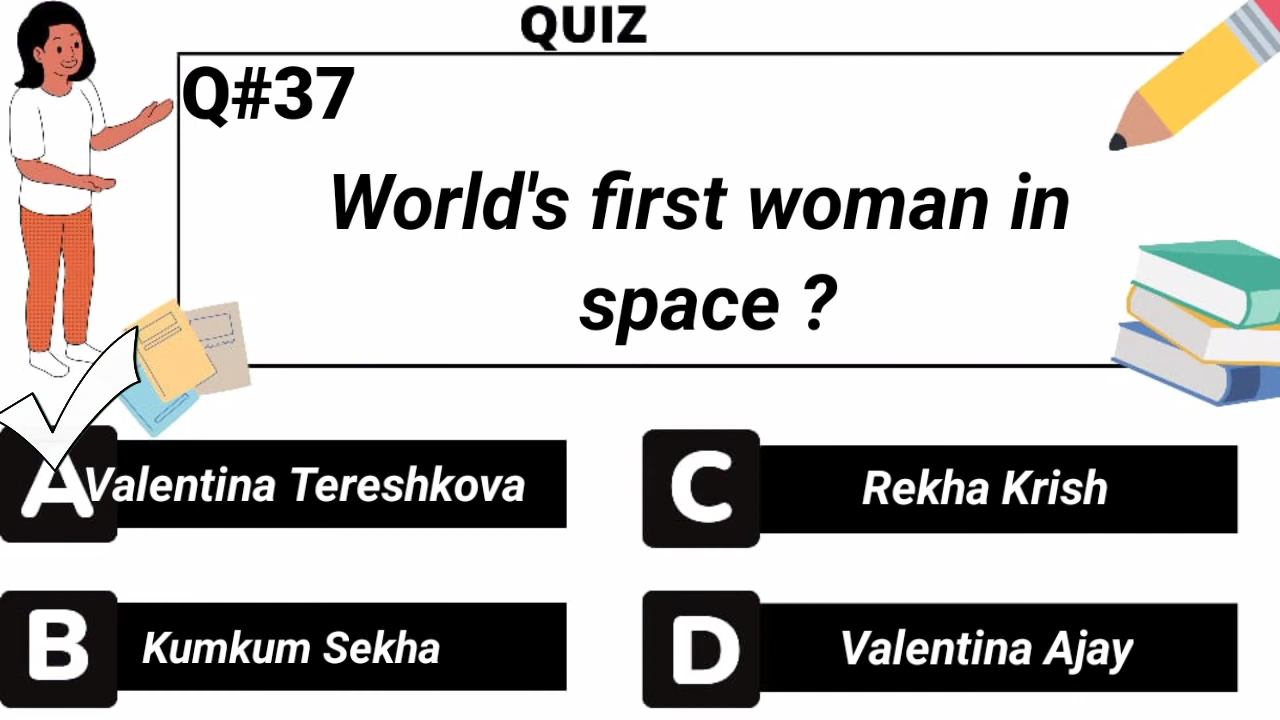 QUIZ
Q#37
World's first woman in
space ?
A Valentina Tereshkova
C Rekha Krish
B Kumkum Sekha
D Valentina Ajay